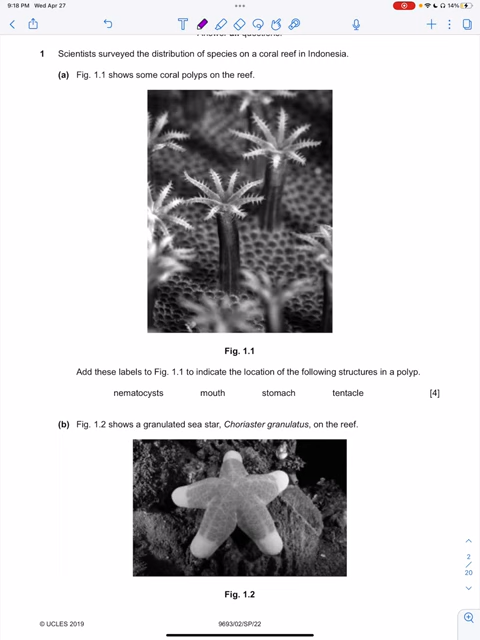 9:18 PM Wed Apr 27
14%
1 Scientists surveyed the distribution of species on a coral reef in Indonesia.
(a) Fig. 1.1 shows some coral polyps on the reef.
Fig. 1.1
Add these labels to Fig. 1.1 to indicate the location of the following structures in a polyp.
nematocysts mouth stomach tentacle [4]
(b) Fig. 1.2 shows a granulated sea star, Choriaster granulatus, on the reef.
Fig. 1.2
2
/
20
© UCLES 2019 9693/02/SP/22